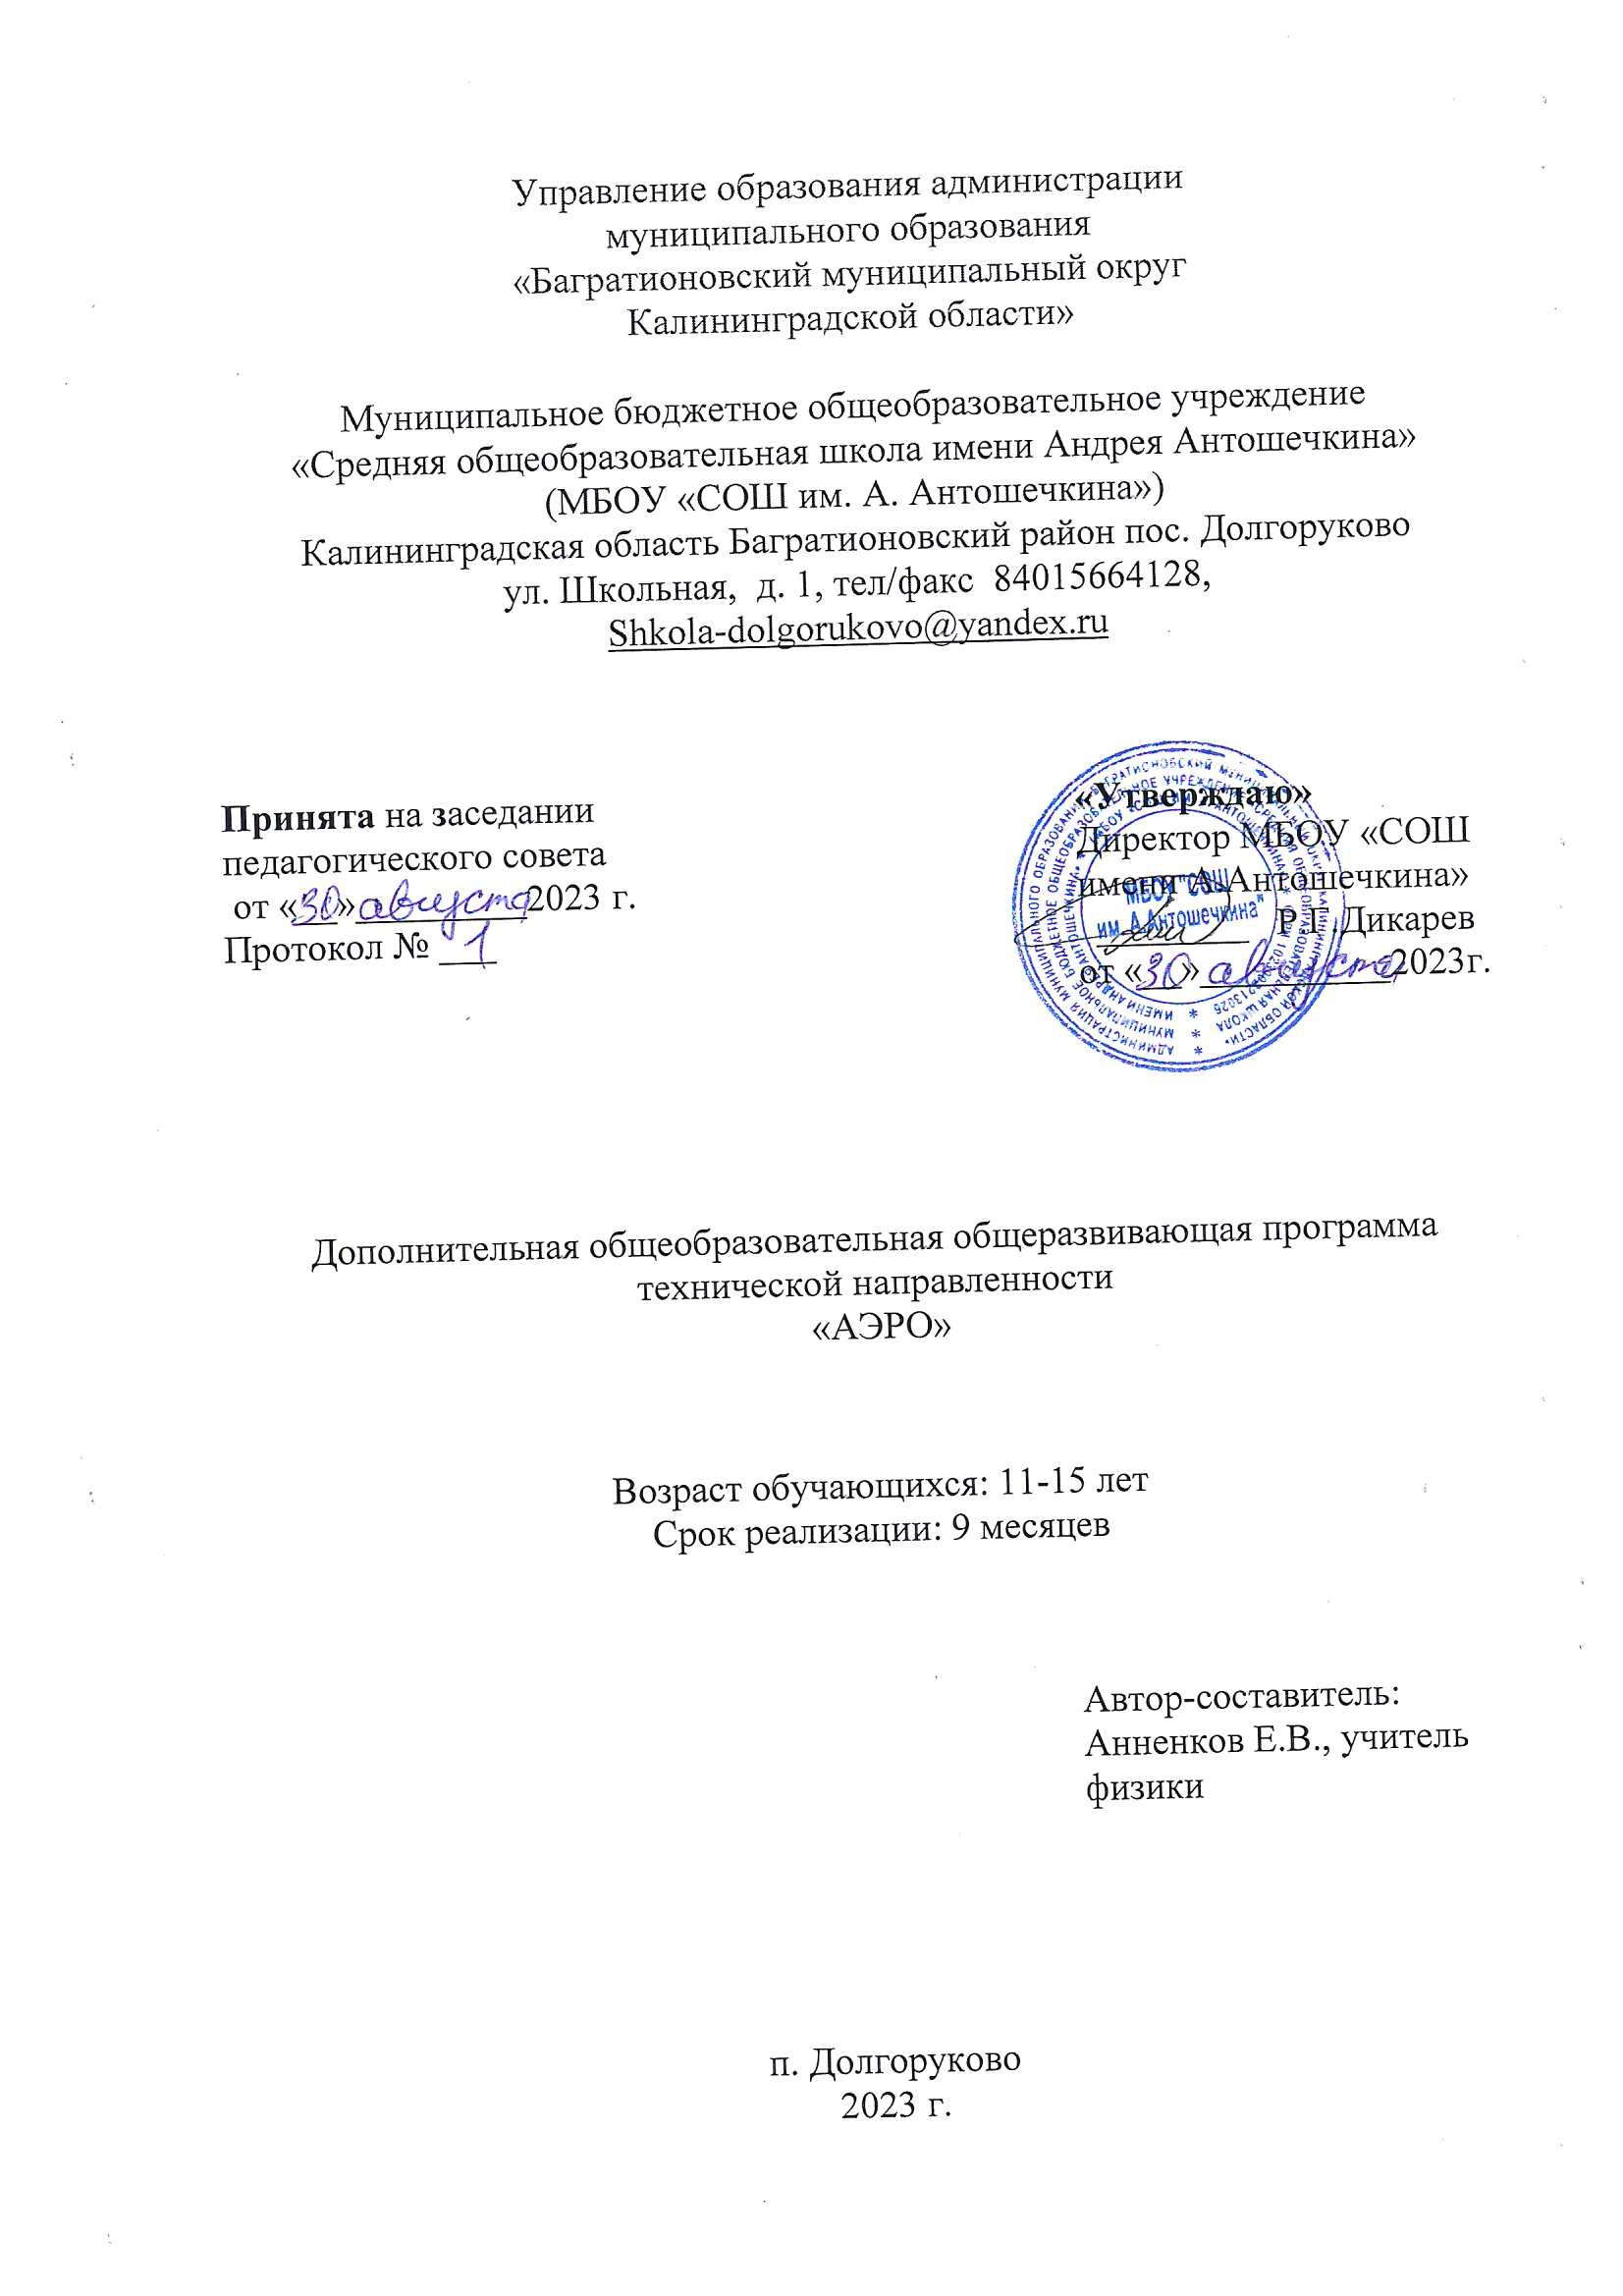 Управление образования администрации
муниципального образования
«Багратионовский муниципальный округ
Калининградской области»
Муниципальное бюджетное общеобразовательное учреждение
«Средняя общеобразовательная школа имени Андрея Антошечкина»
(МБОУ «СОШ им. А. Антошечкина»)
Калининградская область Багратионовский район пос. Долгоруково
ул. Школьная, д. 1, тел/факс 84015664128,
Shkola-dolgorukovo@yandex.ru
Принята на заседании
педагогического совета
от «30» августа 2023 г.
Протокол № 1
«Утверждаю»
Директор МБОУ «СОШ
имени А.Антошечкина»
Р.Г.Дикарев
от «30» августа 2023г.
МБОУ "СОШ
им. А.Антошечкина"
Дополнительная общеобразовательная общеразвивающая программа
технической направленности
«АЭРО»
Возраст обучающихся: 11-15 лет
Срок реализации: 9 месяцев
Автор-составитель:
Анненков Е.В., учитель
физики
п. Долгоруково
2023 г.